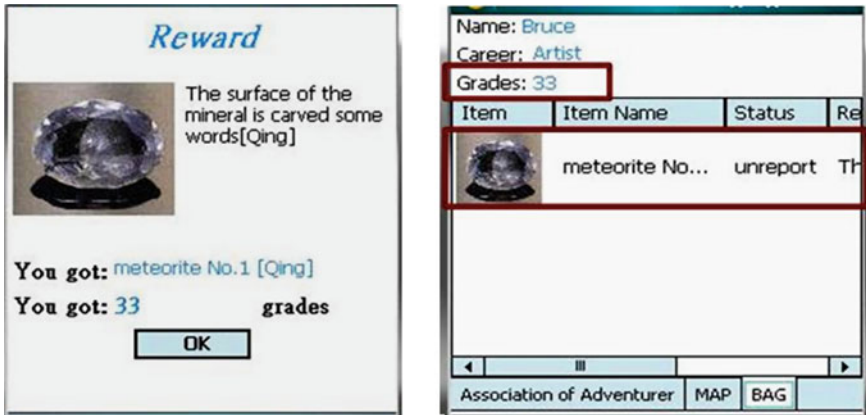 Reward
The surface of the
mineral is carved some
words[Qing]
You got: meteorite No.1 [Qing]
You got: 33 grades
OK
Name: Bruce
Career: Artist
Grades: 33
Item Item Name Status Re
meteorite No... unreport Th
Association of Adventurer MAP BAG